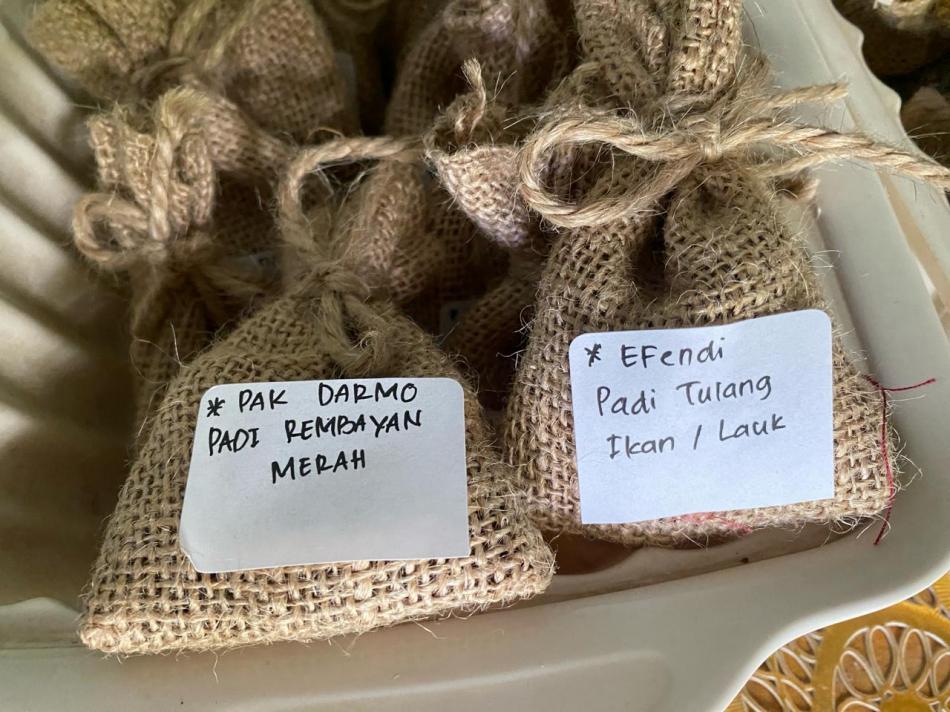 * PAK DARMO
PADI REMBAYAN
MERAH
* EFendi
Padi Tulang
Ikan / Lauk